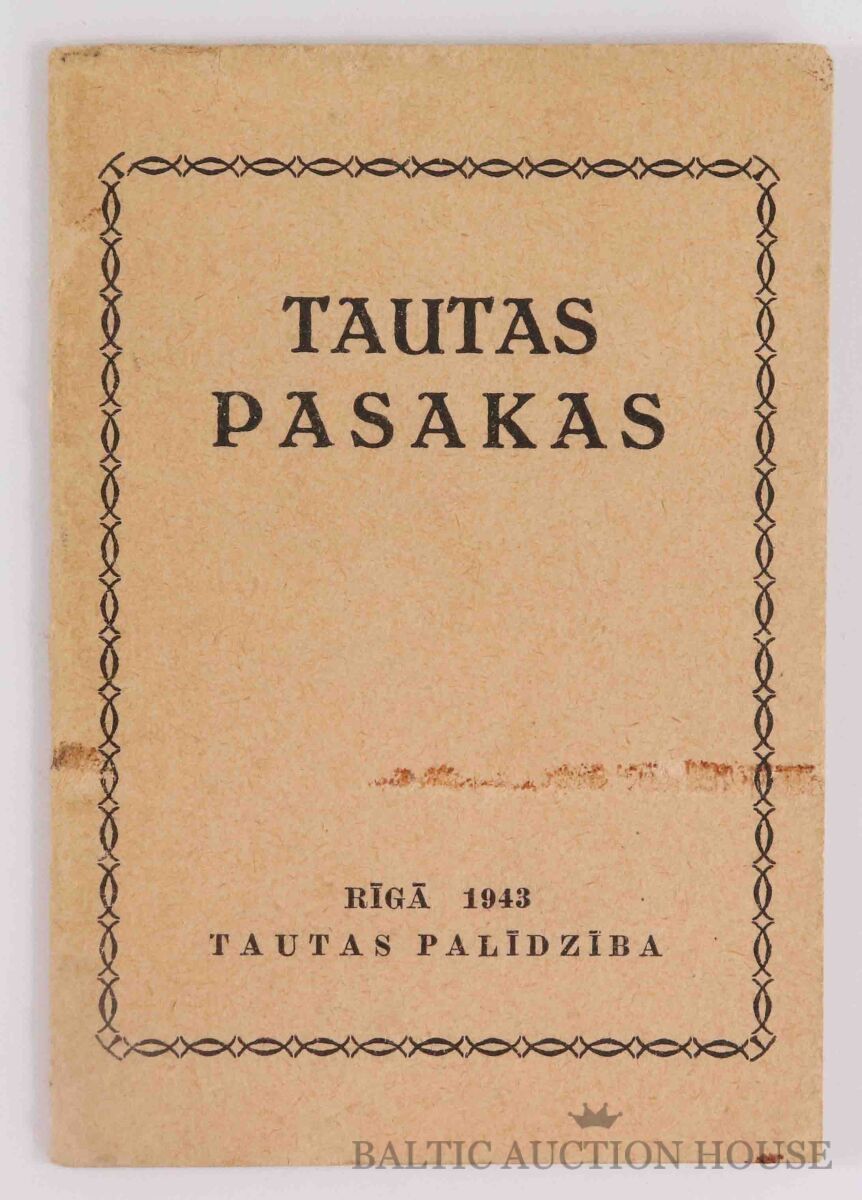 TAUTAS
PASAKAS
RĪGĀ 1943
TAUTAS PALĪDZĪBA
BALTIC AUCTION HOUSE